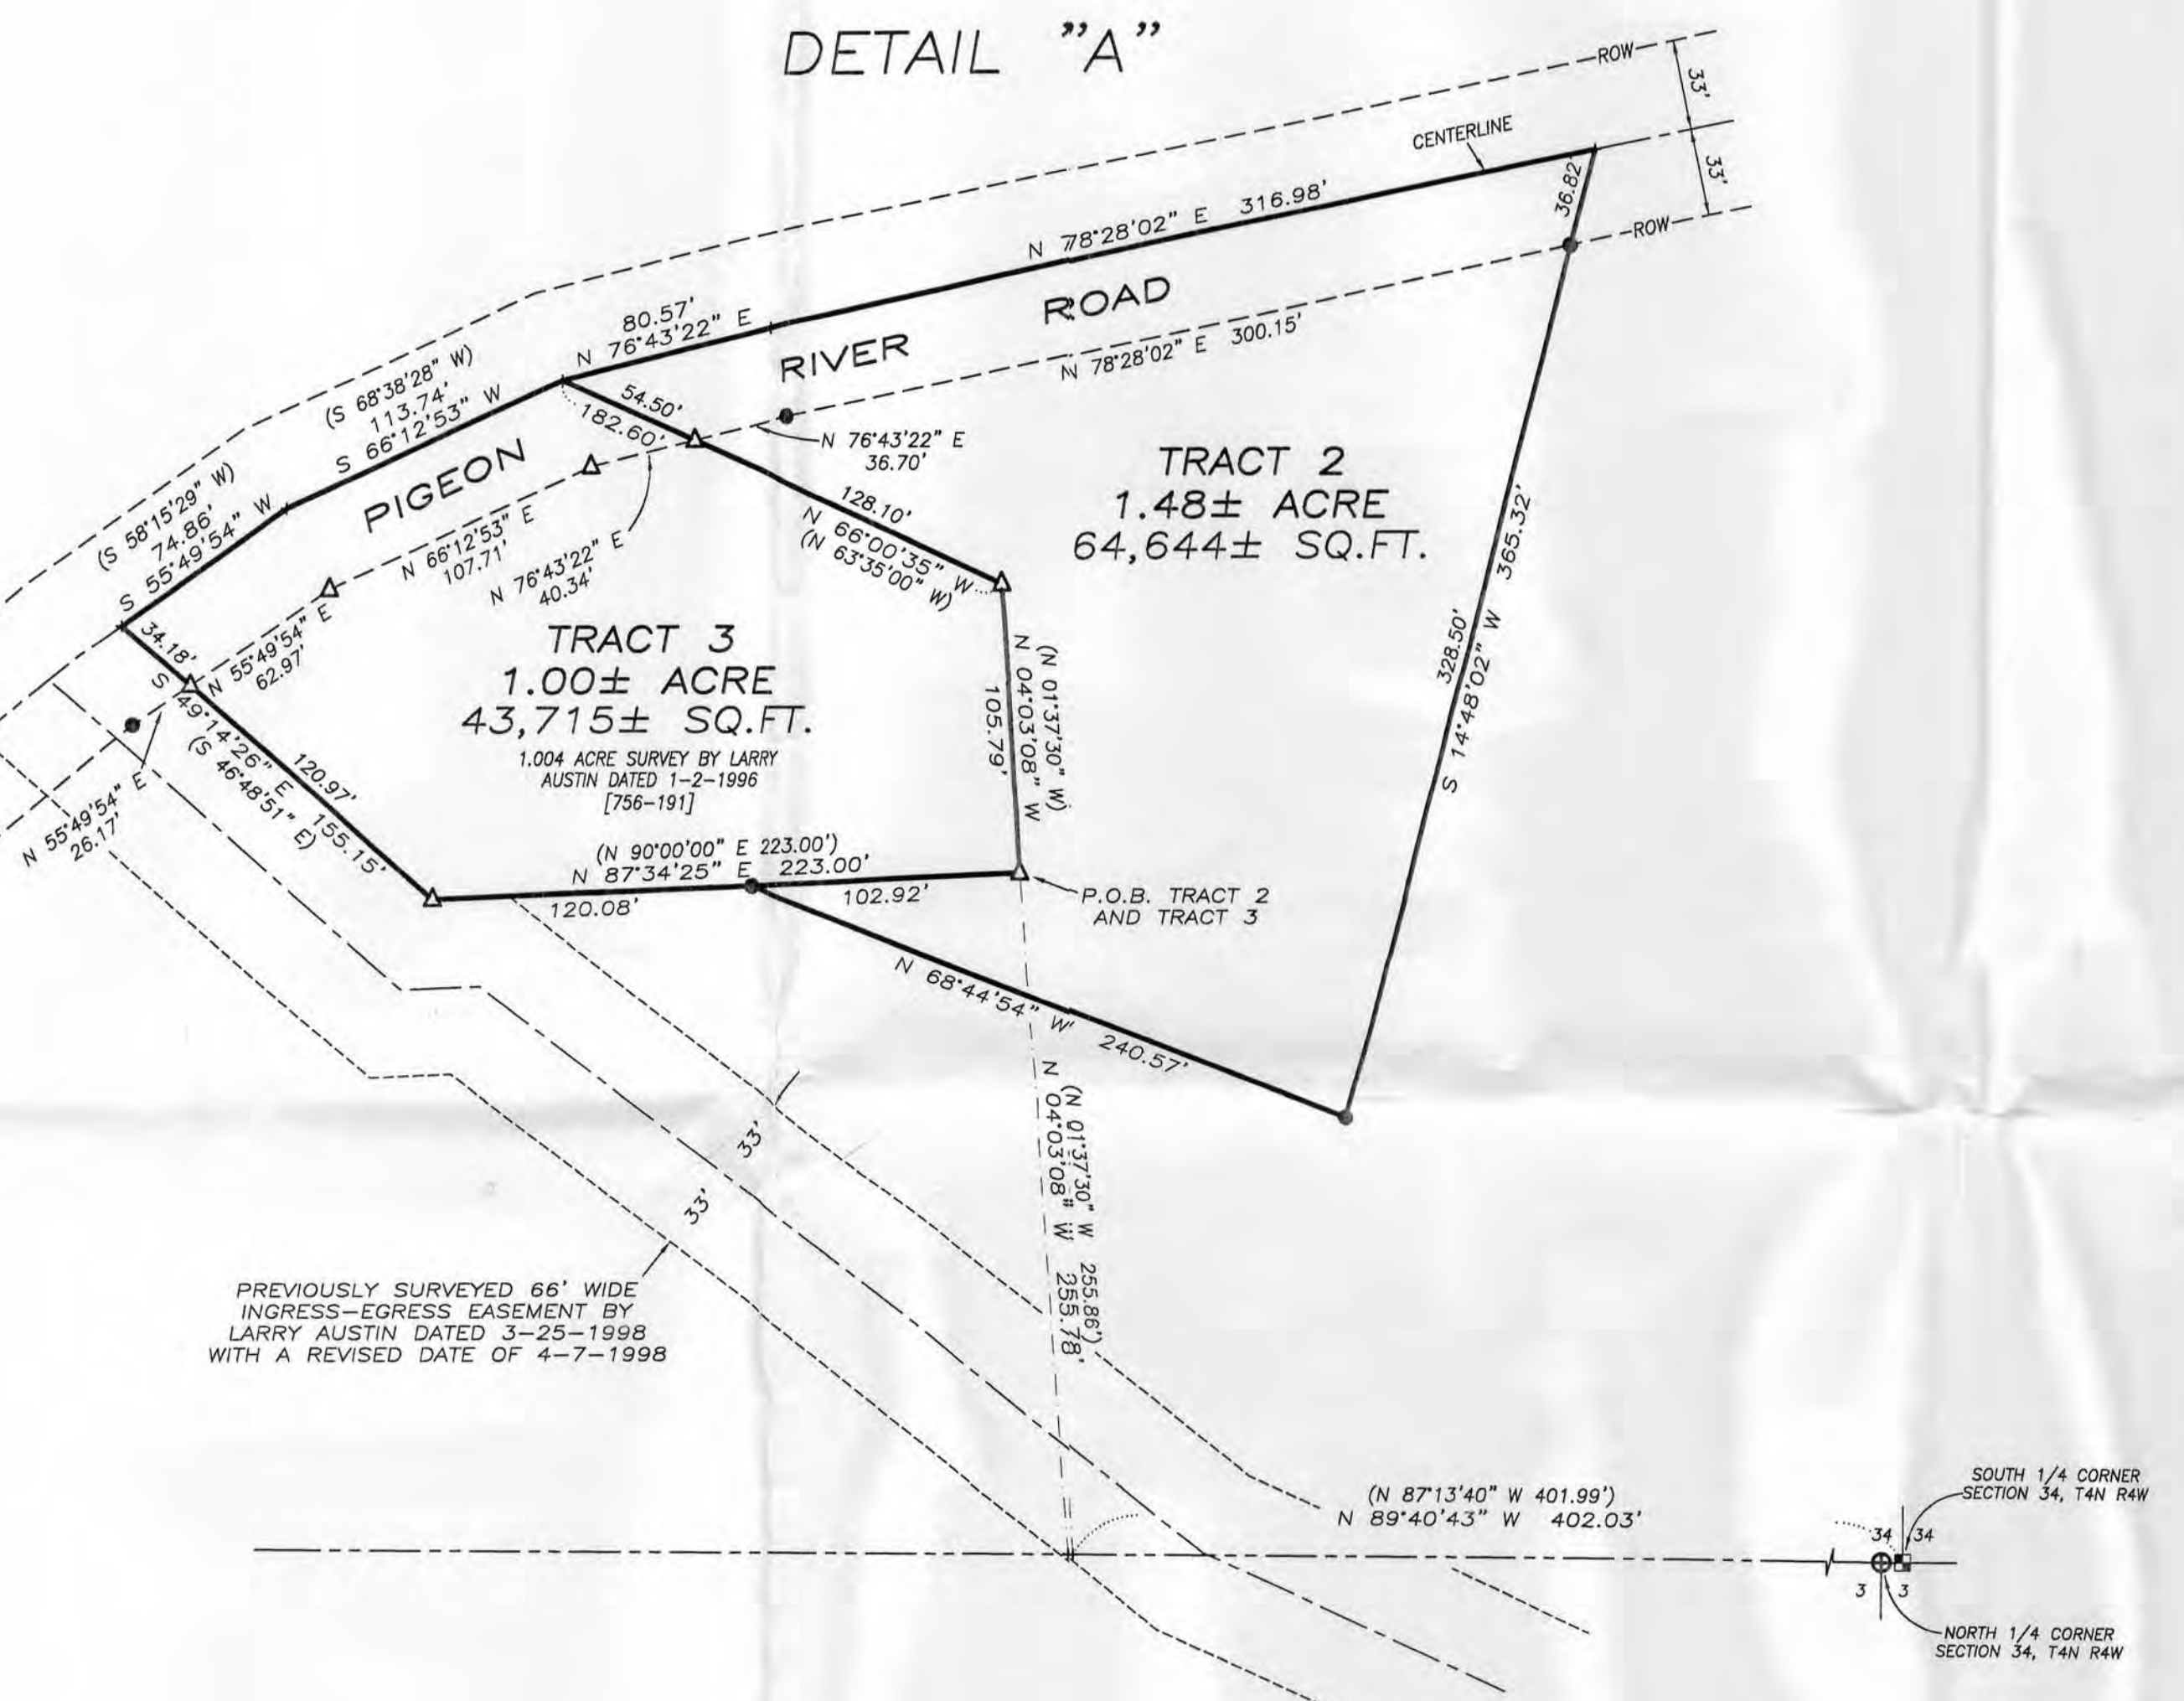 DETAIL "A"
ROW
33'
CENTERLINE
33'
ROW
36.82'
N 78°28'02" E 316.98'
80.57'
N 76°43'22" E
RIVER ROAD
N 78°28'02" E 300.15'
(S 68°38'28" W)
113.74'
S 66°12'53" W
PIGEON
54.50'
182.60'
N 76°43'22" E
36.70'
(S 58°15'29" W)
74.86'
S 55°49'54" W
N 66°12'53" E
107.71'
N 76°43'22" E
40.34'
128.10'
N 66°00'35" W
(N 63°35'00" W)
TRACT 2
1.48± ACRE
64,644± SQ.FT.
365.32'
328.50'
S 14°48'02" W
34.18'
N 55°49'54" E
62.97'
TRACT 3
1.00± ACRE
43,715± SQ.FT.
1.004 ACRE SURVEY BY LARRY
AUSTIN DATED 1-2-1996
[756-191]
(N 01°37'30" W)
N 04°03'08" W
105.79'
S 49°14'26" E
(S 46°48'51" E)
120.97'
155.15'
N 55°49'54" E
26.17'
(N 90°00'00" E 223.00')
N 87°34'25" E 223.00'
120.08'
102.92'
P.O.B. TRACT 2
AND TRACT 3
N 68°44'54" W 240.57'
(N 01°37'30" W 255.86')
N 04°03'08" W 255.78'
33'
33'
PREVIOUSLY SURVEYED 66' WIDE
INGRESS-EGRESS EASEMENT BY
LARRY AUSTIN DATED 3-25-1998
WITH A REVISED DATE OF 4-7-1998
(N 87°13'40" W 401.99')
N 89°40'43" W 402.03'
SOUTH 1/4 CORNER
SECTION 34, T4N R4W
34 34
3 3
NORTH 1/4 CORNER
SECTION 34, T4N R4W